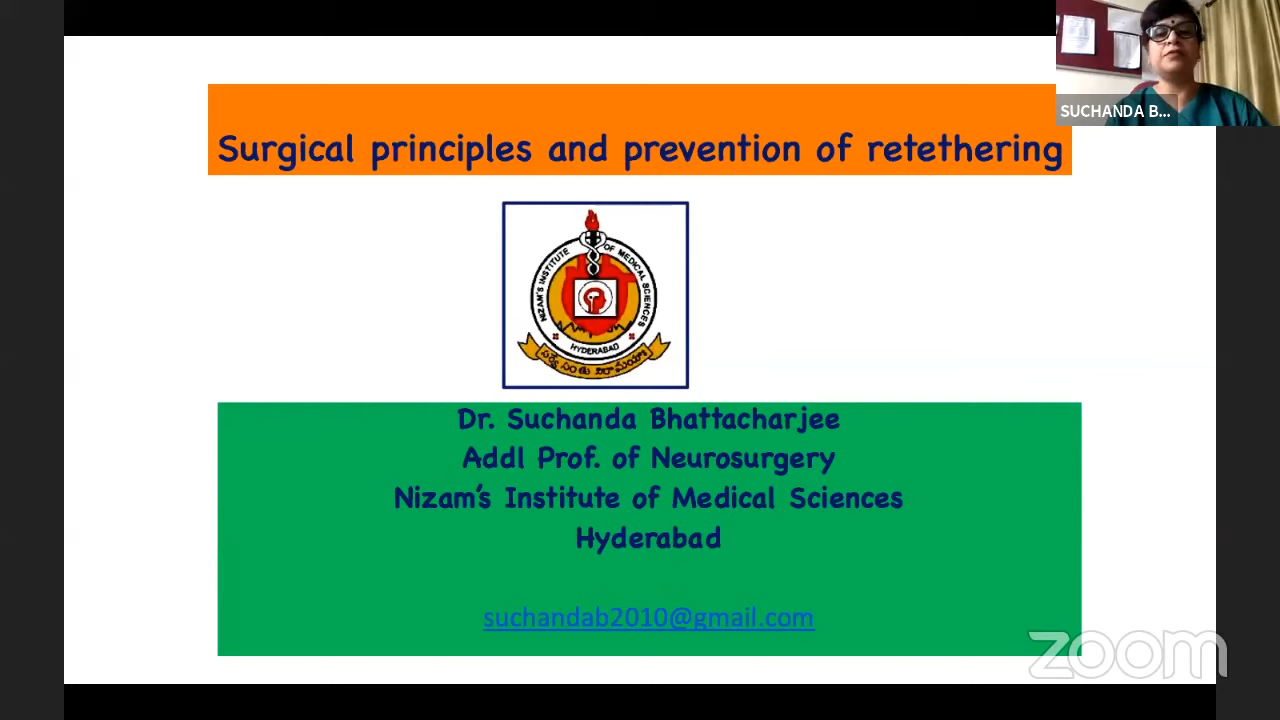 SUCHANDA B...
Surgical principles and prevention of retethering
NIZAM'S INSTITUTE OF MEDICAL SCIENCES
HYDERABAD
Dr. Suchanda Bhattacharjee
Addl Prof. of Neurosurgery
Nizam's Institute of Medical Sciences
Hyderabad
suchandab2010@gmail.com
zoom